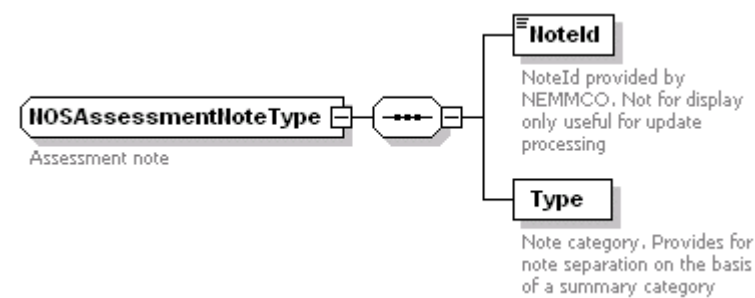 NoteId
NoteId provided by
NEMMCO. Not for display
only useful for update
processing
NOSAssessmentNoteType
Assessment note
Type
Note category. Provides for
note separation on the basis
of a summary category